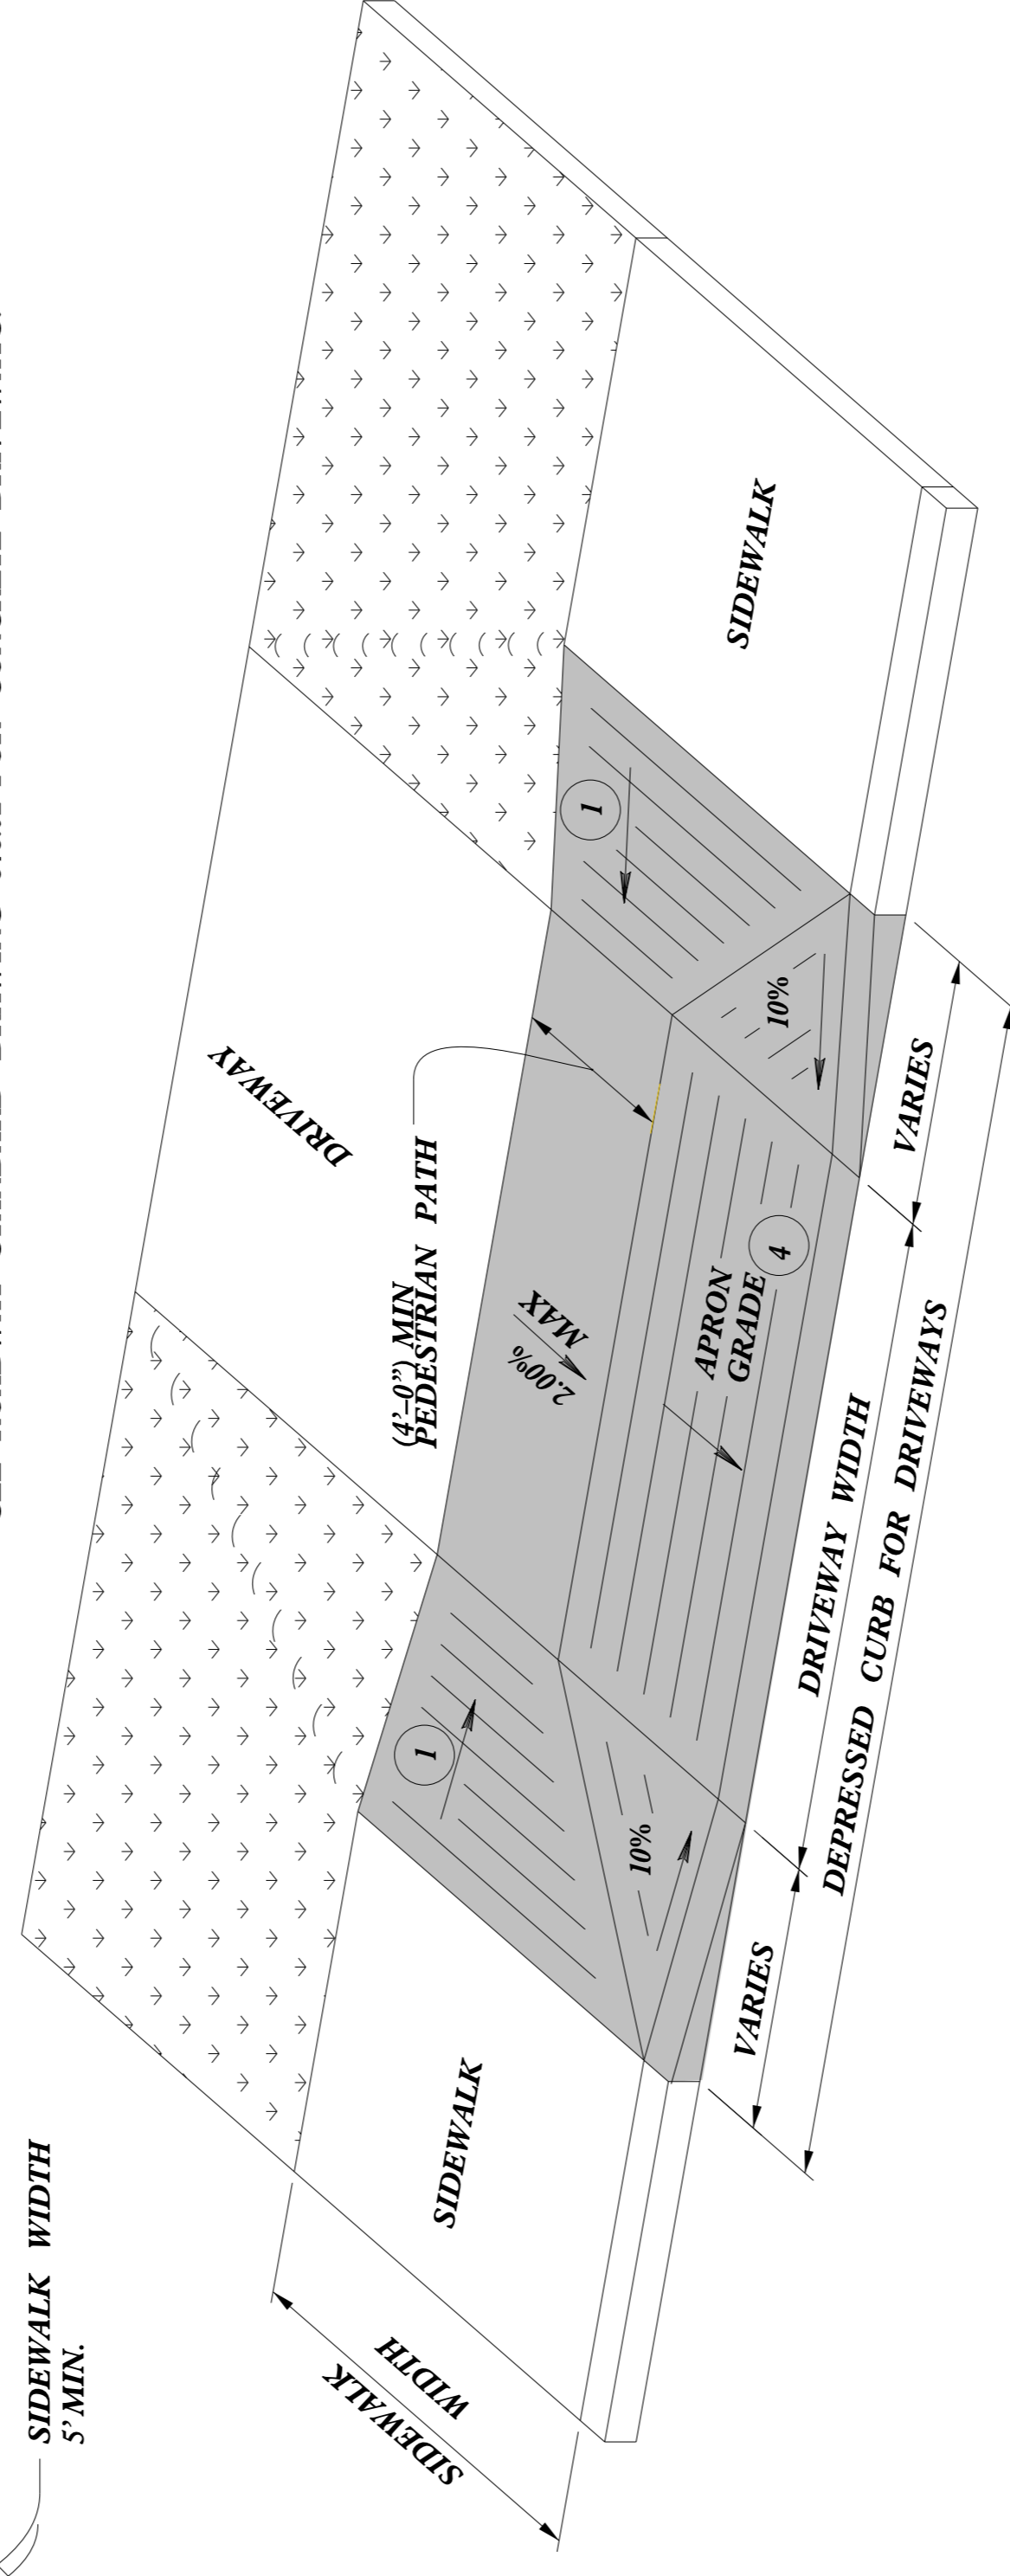 SIDEWALK WIDTH
5' MIN.
SIDEWALK
WIDTH
SIDEWALK
DRIVEWAY
(4'–0") MIN
PEDESTRIAN PATH
2.00%
MAX
APRON
GRADE
4
1
10%
1
10%
SIDEWALK
VARIES
DRIVEWAY WIDTH
VARIES
DEPRESSED CURB FOR DRIVEWAYS